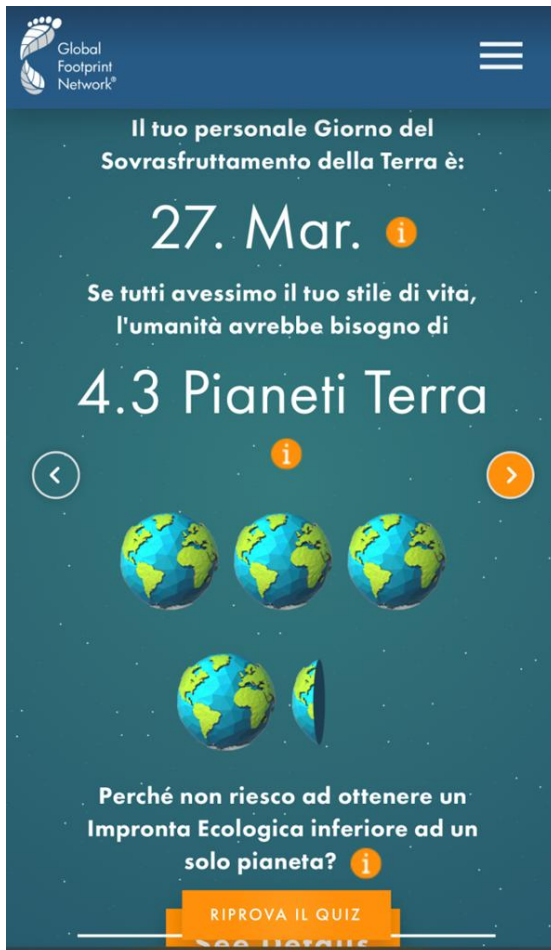 Global
Footprint
Network®
Il tuo personale Giorno del
Sovrasfruttamento della Terra è:
27. Mar. i
Se tutti avessimo il tuo stile di vita,
l'umanità avrebbe bisogno di
4.3 Pianeti Terra
i
Perché non riesco ad ottenere un
Impronta Ecologica inferiore ad un
solo pianeta? i
RIPROVA IL QUIZ
See Details